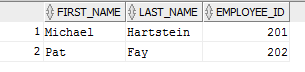 FIRST_NAME LAST_NAME EMPLOYEE_ID
1 Michael Hartstein 201
2 Pat Fay 202